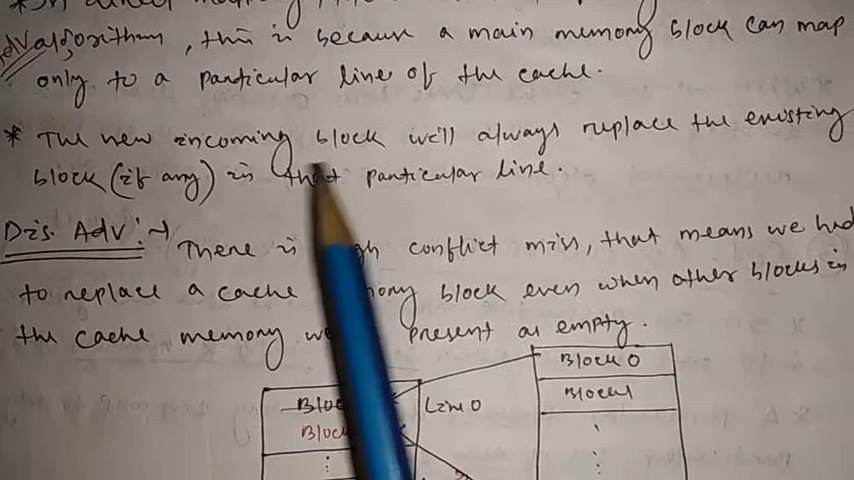 algorithm, this is because a main memory block can map
only to a particular line of the cache.
* The new incoming block will always replace the existing
block (if any) in that particular line.
Dis. Adv :→ There is conflict miss, that means we had
to replace a cache block even when other blocks in
the cache memory present as empty.
Block 0
Block 1
Line 0